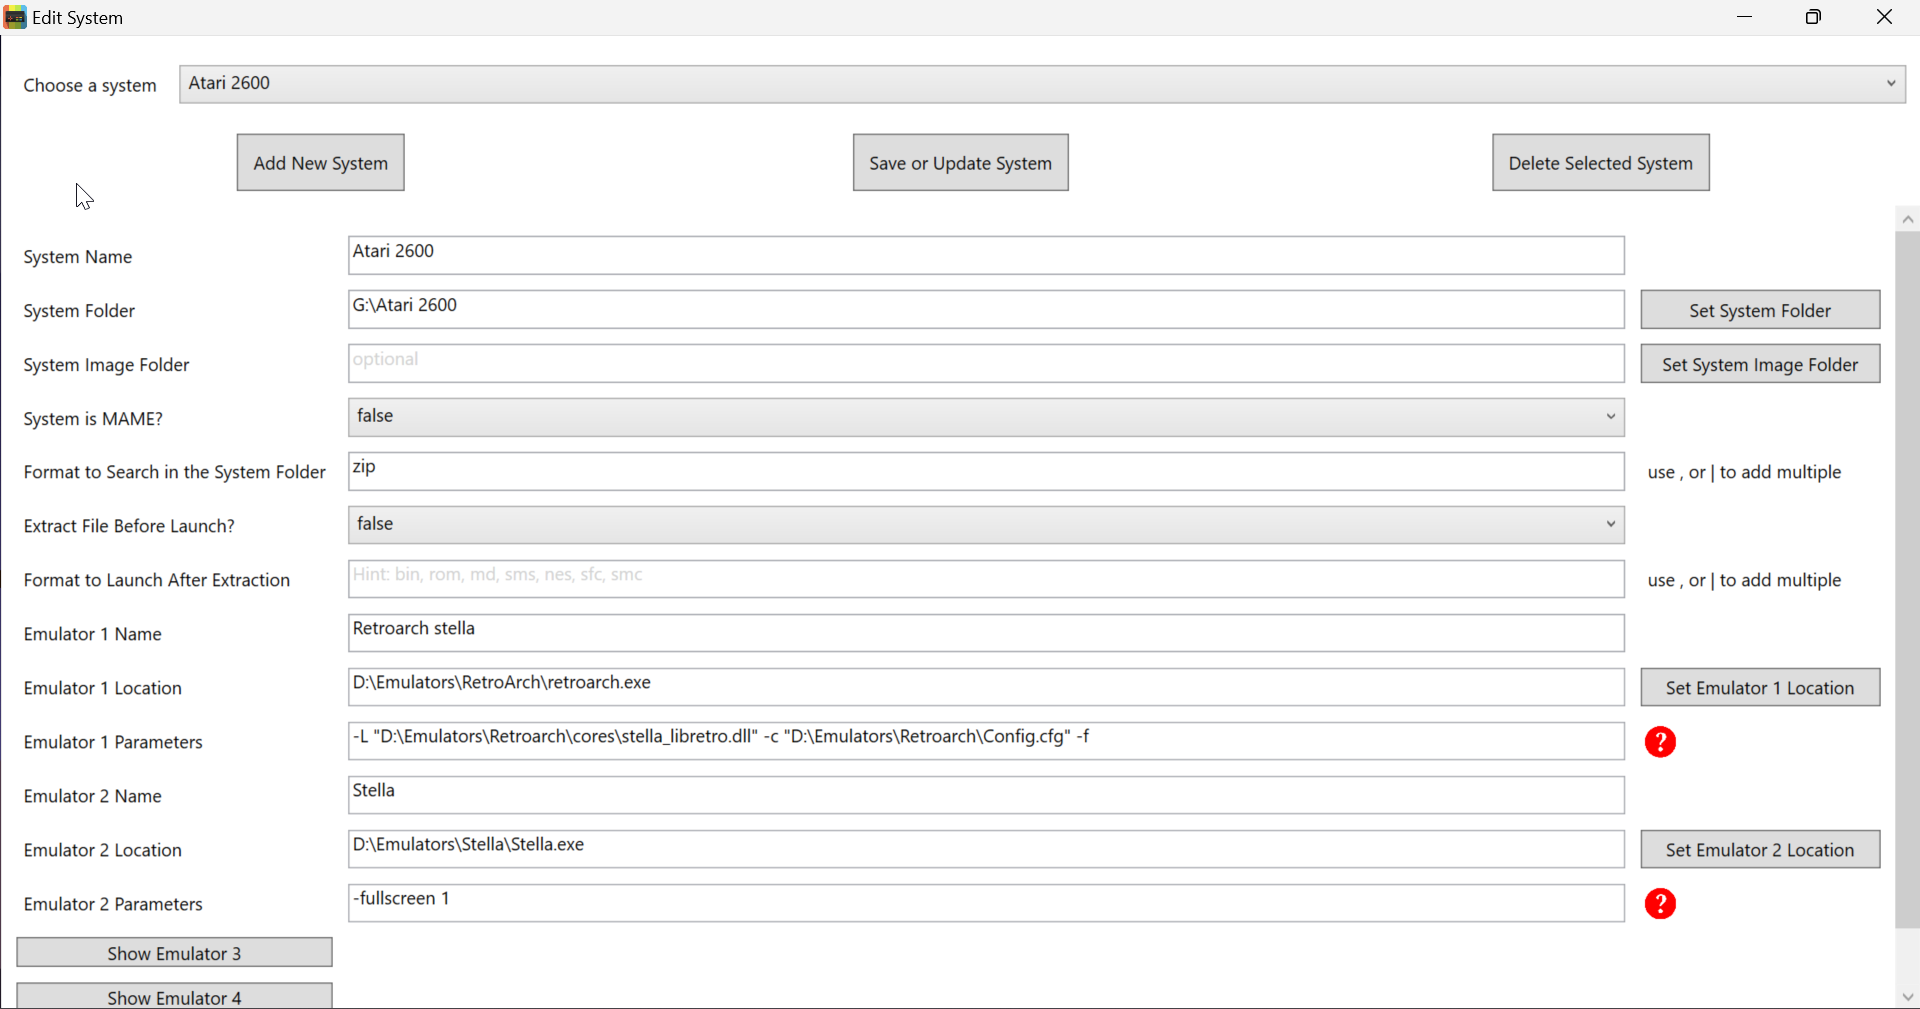 Edit System
Choose a system Atari 2600
Add New System Save or Update System Delete Selected System
System Name Atari 2600
System Folder G:\Atari 2600 Set System Folder
System Image Folder optional Set System Image Folder
System is MAME? false
Format to Search in the System Folder zip use , or | to add multiple
Extract File Before Launch? false
Format to Launch After Extraction Hint: bin, rom, md, sms, nes, sfc, smc use , or | to add multiple
Emulator 1 Name Retroarch stella
Emulator 1 Location D:\Emulators\RetroArch\retroarch.exe Set Emulator 1 Location
Emulator 1 Parameters -L "D:\Emulators\Retroarch\cores\stella_libretro.dll" -c "D:\Emulators\Retroarch\Config.cfg" -f ?
Emulator 2 Name Stella
Emulator 2 Location D:\Emulators\Stella\Stella.exe Set Emulator 2 Location
Emulator 2 Parameters -fullscreen 1 ?
Show Emulator 3
Show Emulator 4